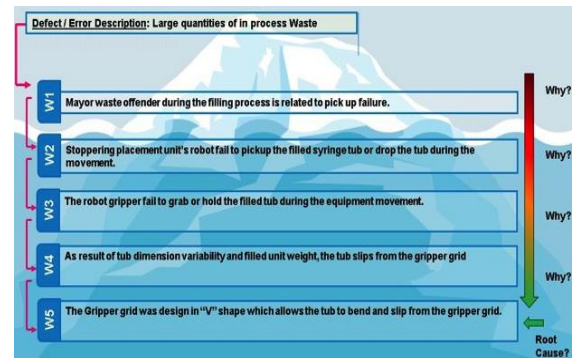 Defect / Error Description: Large quantities of in process Waste
W1
Mayor waste offender during the filling process is related to pick up failure.
Why?
W2
Stoppering placement unit's robot fail to pickup the filled syringe tub or drop the tub during the
movement.
Why?
W3
The robot gripper fail to grab or hold the filled tub during the equipment movement.
Why?
W4
As result of tub dimension variability and filled unit weight, the tub slips from the gripper grid
Why?
W5
The Gripper grid was design in “V” shape which allows the tub to bend and slip from the gripper grid.
Root
Cause?